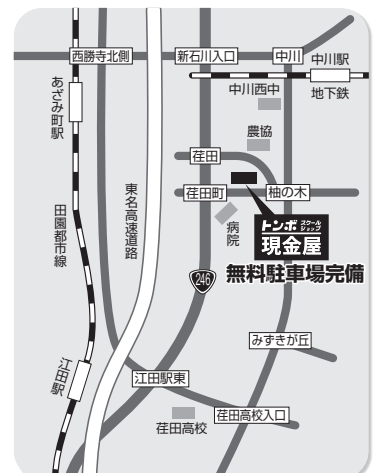 西勝寺北側
新石川入口
中川
中川駅
地下鉄
中川西中
あざみ町駅
農協
荏田
荏田町
柚の木
東名高速道路
病院
トンボ スクールショップ
現金屋
無料駐車場完備
田園都市線
246
みずきが丘
江田駅
江田駅東
荏田高校
荏田高校入口